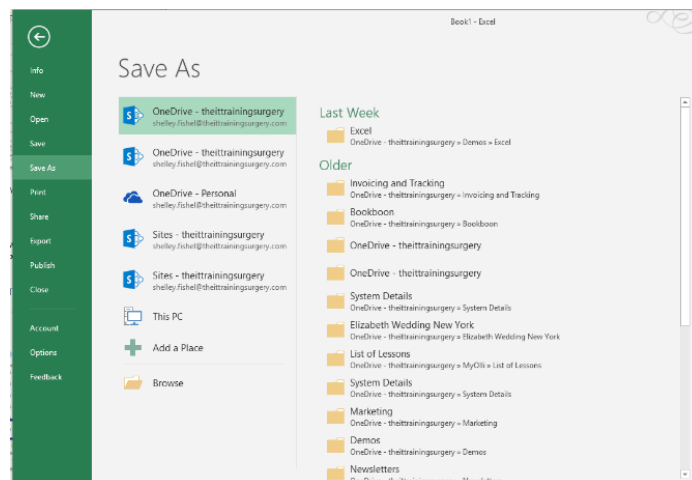 Book1 - Excel
Info
New
Open
Save
Save As
Print
Share
Export
Publish
Close
Account
Options
Feedback
Save As
OneDrive - theittrainingsurgery
shelley.fishel@theittrainingsurgery.com
OneDrive - theittrainingsurgery
shelley.fishel@theittrainingsurgery.com
OneDrive - Personal
shelley.fishel@theittrainingsurgery.com
Sites - theittrainingsurgery
shelley.fishel@theittrainingsurgery.com
Sites - theittrainingsurgery
shelley.fishel@theittrainingsurgery.com
This PC
Add a Place
Browse
Last Week
Excel
OneDrive - theittrainingsurgery » Demos » Excel
Older
Invoicing and Tracking
OneDrive - theittrainingsurgery » Invoicing and Tracking
Bookboon
OneDrive - theittrainingsurgery » Bookboon
OneDrive - theittrainingsurgery
OneDrive - theittrainingsurgery
System Details
OneDrive - theittrainingsurgery » System Details
Elizabeth Wedding New York
OneDrive - theittrainingsurgery » Elizabeth Wedding New York
List of Lessons
OneDrive - theittrainingsurgery » MyOlli » List of Lessons
System Details
OneDrive - theittrainingsurgery » System Details
Marketing
OneDrive - theittrainingsurgery » Marketing
Demos
OneDrive - theittrainingsurgery » Demos
Newsletters